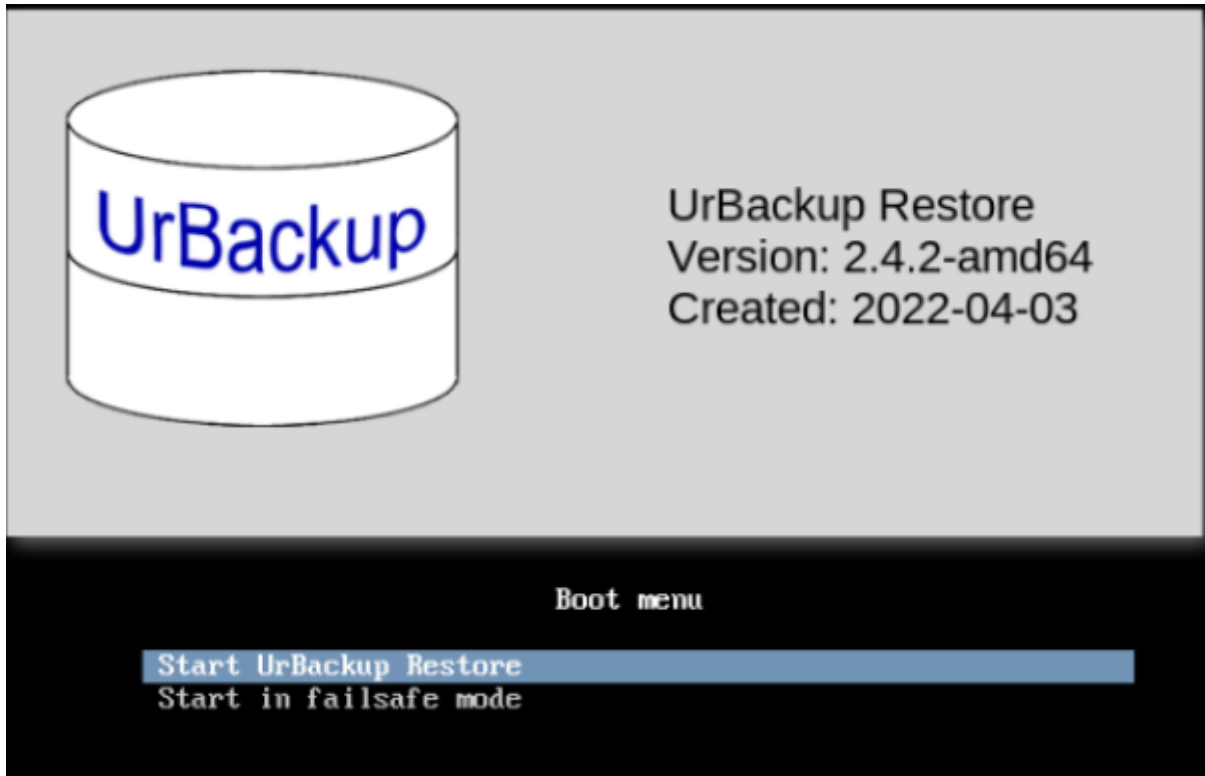 UrBackup
UrBackup Restore
Version: 2.4.2-amd64
Created: 2022-04-03
Boot menu
Start UrBackup Restore
Start in failsafe mode